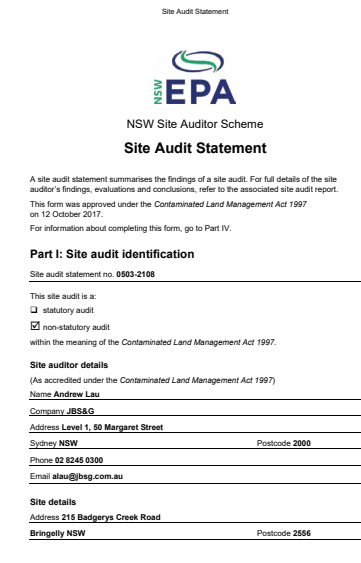 Site Audit Statement
NSW EPA
NSW Site Auditor Scheme
Site Audit Statement
A site audit statement summarises the findings of a site audit. For full details of the site
auditor's findings, evaluations and conclusions, refer to the associated site audit report.
This form was approved under the Contaminated Land Management Act 1997
on 12 October 2017.
For information about completing this form, go to Part IV.
Part I: Site audit identification
Site audit statement no. 0503-2108
This site audit is a:
☐ statutory audit
☑ non-statutory audit
within the meaning of the Contaminated Land Management Act 1997.
Site auditor details
(As accredited under the Contaminated Land Management Act 1997)
Name Andrew Lau
Company JBS&G
Address Level 1, 50 Margaret Street
Sydney NSW Postcode 2000
Phone 02 8245 0300
Email alau@jbsg.com.au
Site details
Address 215 Badgerys Creek Road
Bringelly NSW Postcode 2556